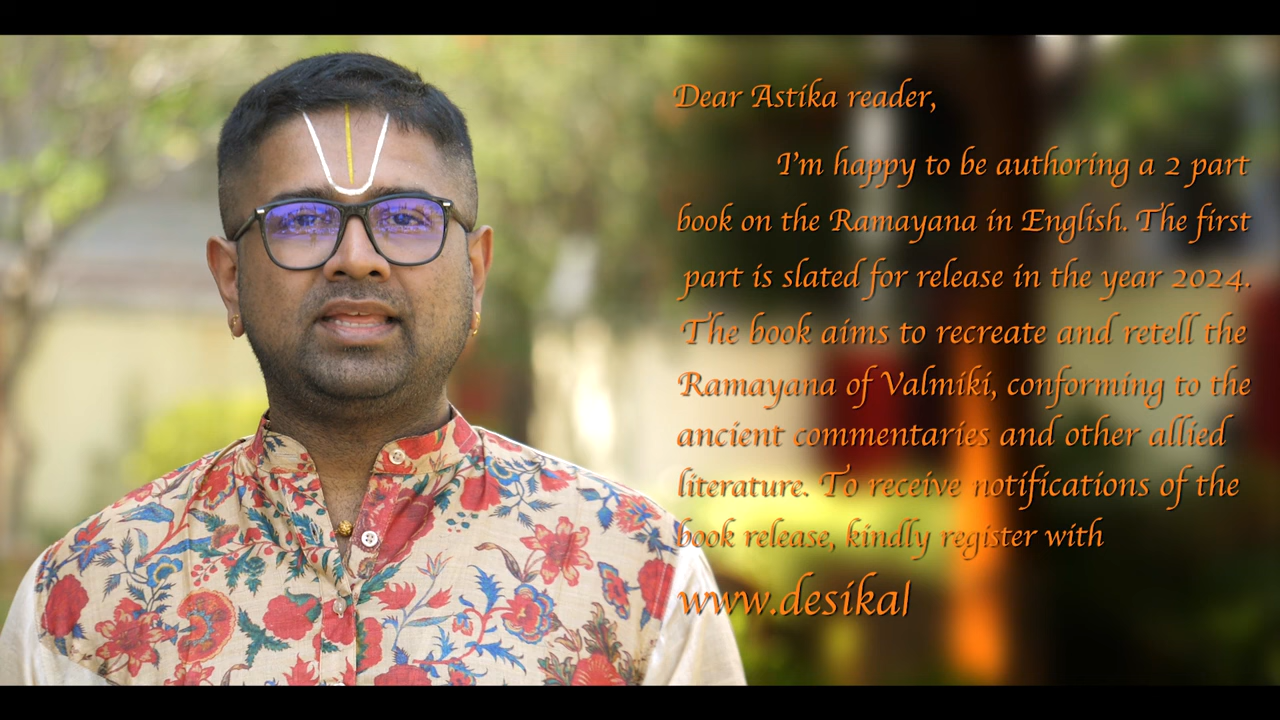 Dear Astika reader,
I'm happy to be authoring a 2 part
book on the Ramayana in English. The first
part is slated for release in the year 2024.
The book aims to recreate and retell the
Ramayana of Valmiki, conforming to the
ancient commentaries and other allied
literature. To receive notifications of the
book release, kindly register with
www.desikal